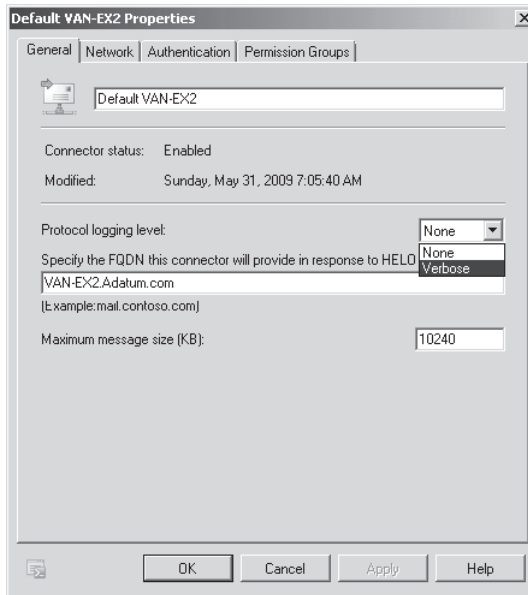 Default VAN-EX2 Properties
General Network Authentication Permission Groups
Default VAN-EX2
Connector status: Enabled
Modified: Sunday, May 31, 2009 7:05:40 AM
Protocol logging level: None
None
Verbose
Specify the FQDN this connector will provide in response to HELO
VAN-EX2.Adatum.com
(Example:mail.contoso.com)
Maximum message size (KB): 10240
OK Cancel Apply Help